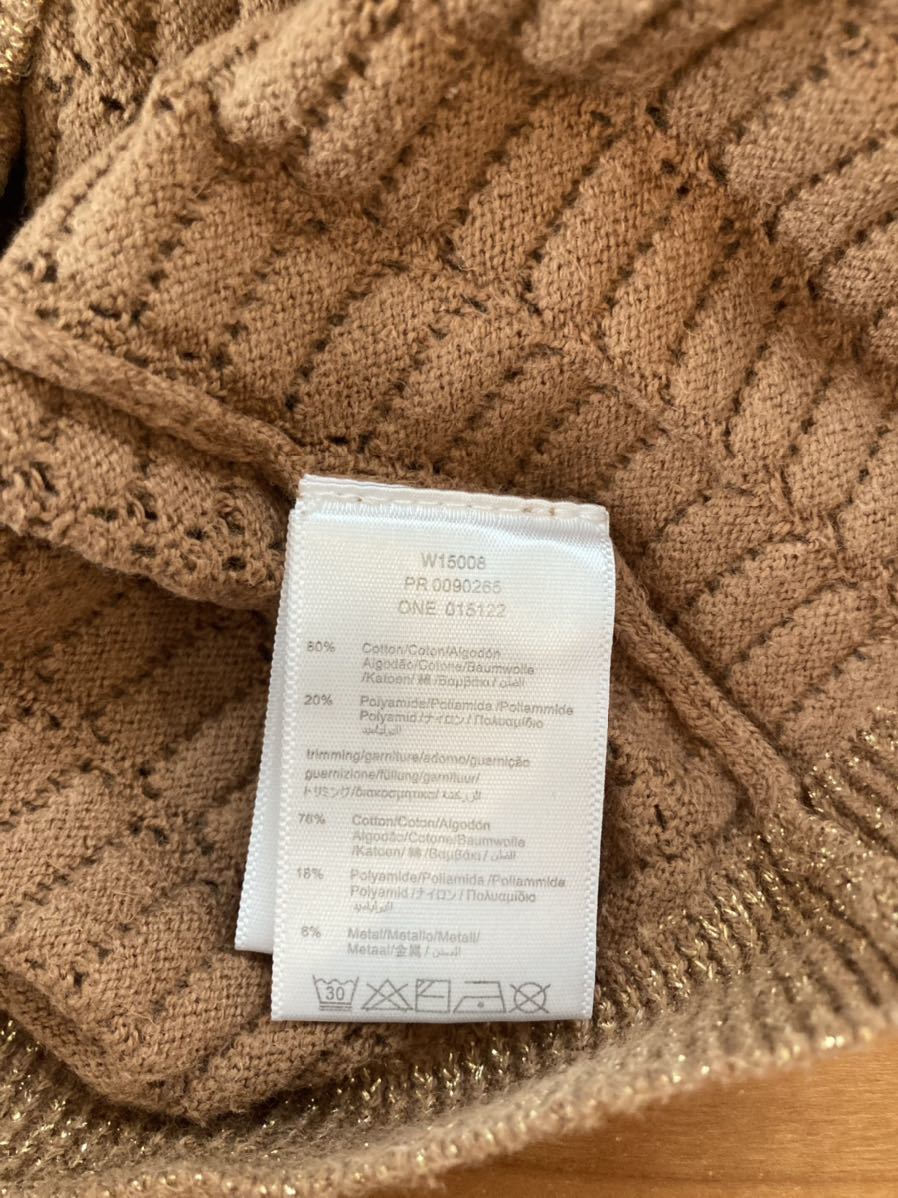 W15008
PR 0090265
ONE 015122
80% Cotton/Coton/Algodón
Algodão/Cotone/Baumwolle
/Katoen/ 綿 /Βαμβάκι / القطن
20% Polyamide/Poliamida /Poliammide
Polyamid /ナイロン / Πολυαμίδιο
trimming/garniture/adorno/guarnição
guernizione/füllung/garnituur/
トリミング/διακοσμητικα/
76% Cotton/Coton/Algodón
Algodão/Cotone/Baumwolle
/Katoen/ 綿 /Βαμβάκι / القطن
18% Polyamide/Poliamida /Poliammide
Polyamid /ナイロン / Πολυαμίδιο
6% Metal/Metallo/Metall/
Metaal/金属 /
30